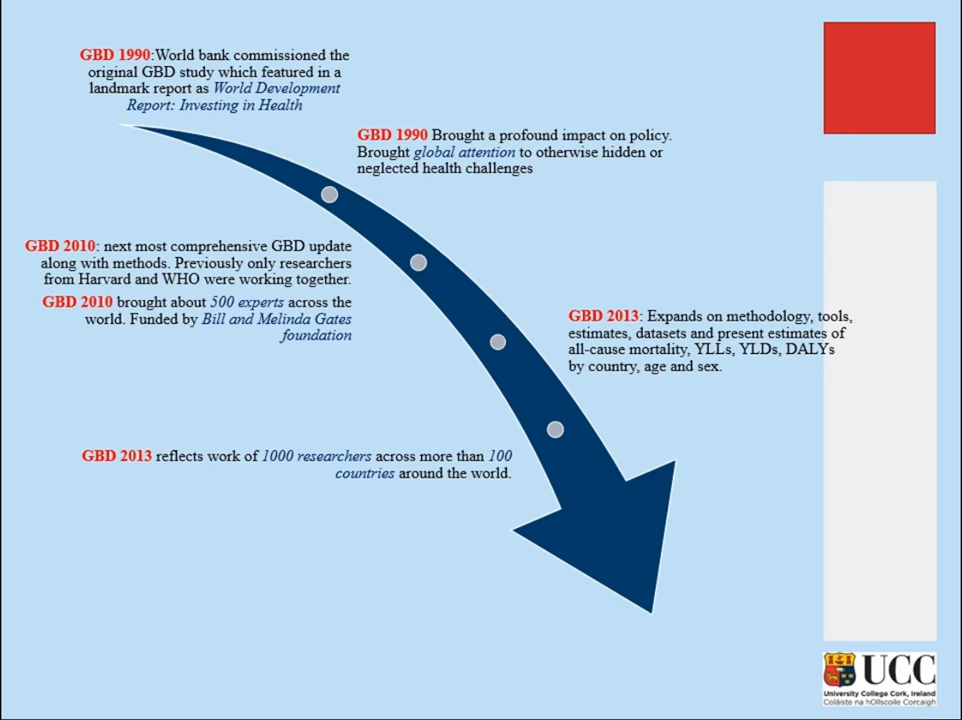 GBD 1990:World bank commissioned the
original GBD study which featured in a
landmark report as World Development
Report: Investing in Health
GBD 1990 Brought a profound impact on policy.
Brought global attention to otherwise hidden or
neglected health challenges
GBD 2010: next most comprehensive GBD update
along with methods. Previously only researchers
from Harvard and WHO were working together.
GBD 2010 brought about 500 experts across the
world. Funded by Bill and Melinda Gates
foundation
GBD 2013: Expands on methodology, tools,
estimates, datasets and present estimates of
all-cause mortality, YLLs, YLDs, DALYs
by country, age and sex.
GBD 2013 reflects work of 1000 researchers across more than 100
countries around the world.
UCC
University College Cork, Ireland
Coláiste na hOllscoile Corcaigh